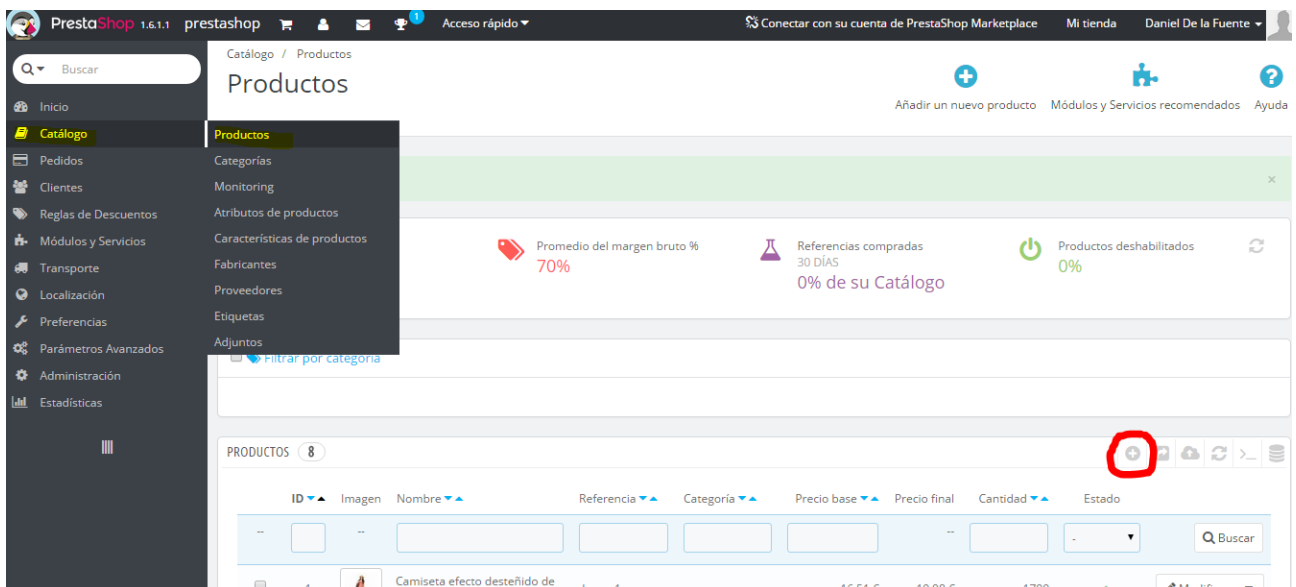 PrestaShop 1.6.1.1 prestashop 1 Acceso rápido Conectar con su cuenta de PrestaShop Marketplace Mi tienda Daniel De la Fuente
Buscar
Inicio
Catálogo
Pedidos
Clientes
Reglas de Descuentos
Módulos y Servicios
Transporte
Localización
Preferencias
Parámetros Avanzados
Administración
Estadísticas
Productos
Categorías
Monitoring
Atributos de productos
Características de productos
Fabricantes
Proveedores
Etiquetas
Adjuntos
Catálogo / Productos
Productos
Añadir un nuevo producto Módulos y Servicios recomendados Ayuda
×
Promedio del margen bruto %
70%
Referencias compradas
30 DÍAS
0% de su Catálogo
Productos deshabilitados
0%
Filtrar por categoría
PRODUCTOS 8
ID Imagen Nombre Referencia Categoría Precio base Precio final Cantidad Estado
-- -- -- - Buscar
Camiseta efecto desteñido de